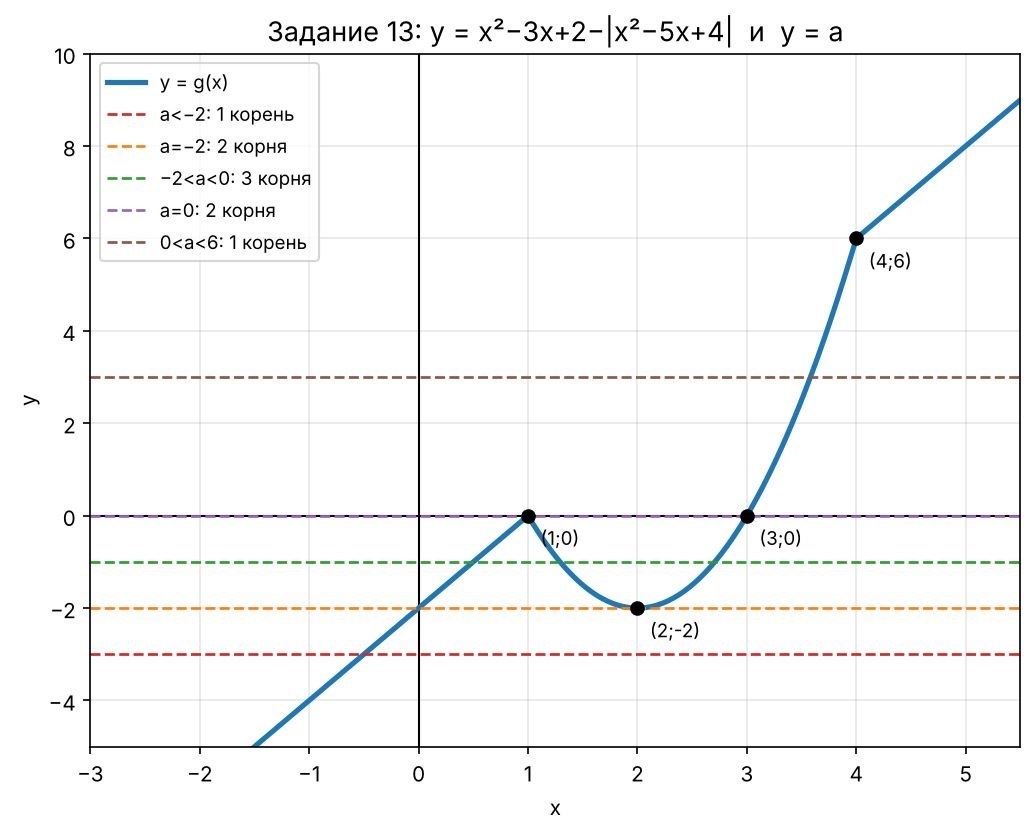 Задание 13: y = x²−3x+2−|x²−5x+4| и y = a
y = g(x)
a<−2: 1 корень
a=−2: 2 корня
−2<a<0: 3 корня
a=0: 2 корня
0<a<6: 1 корень
10
8
6
4
2
0
−2
−4
y
(4;6)
(1;0)
(3;0)
(2;-2)
−3 −2 −1 0 1 2 3 4 5
x